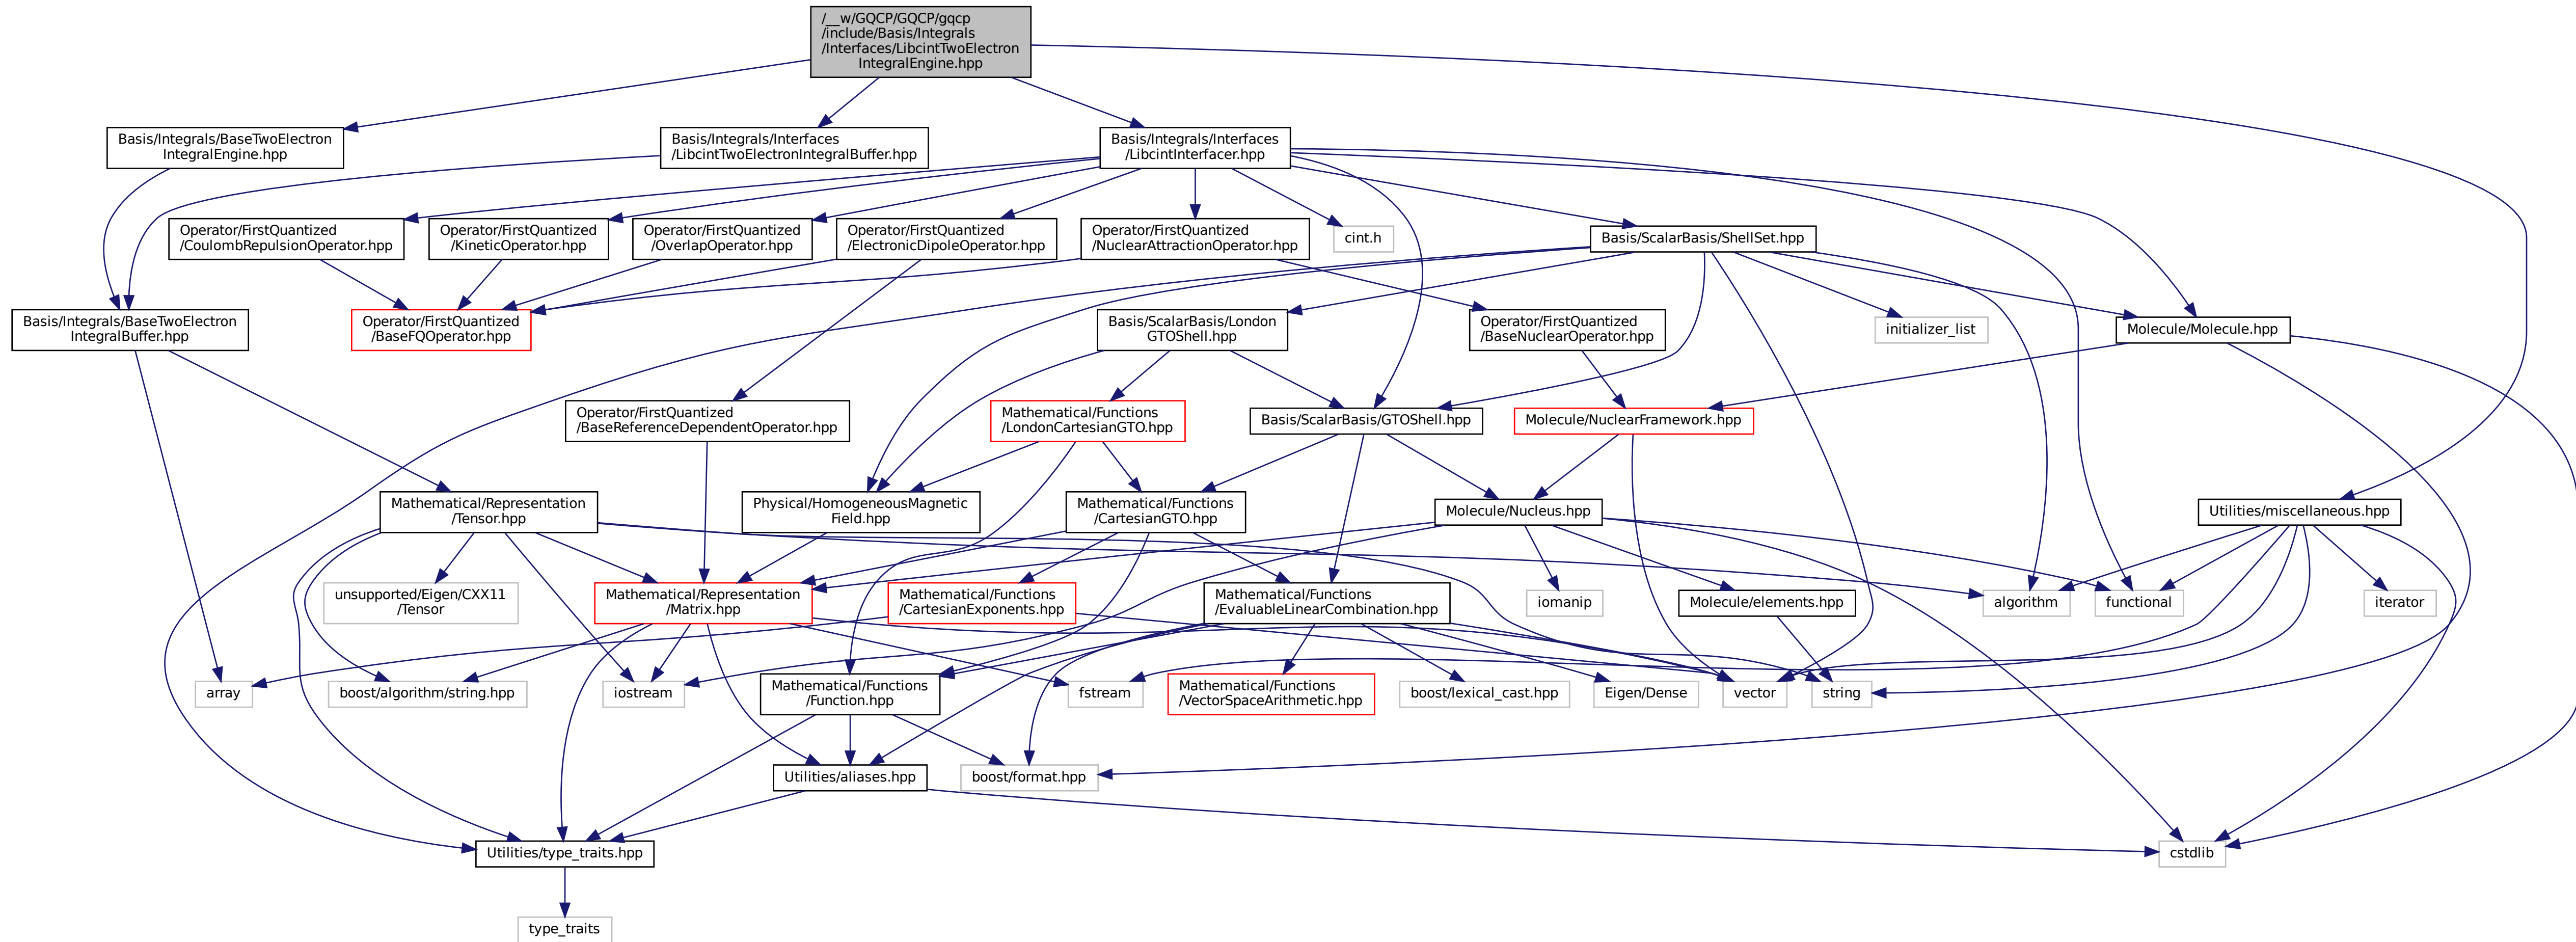 /__w/GQCP/GQCP/gqcp
/include/Basis/Integrals
/Interfaces/LibcintTwoElectron
IntegralEngine.hpp
Basis/Integrals/BaseTwoElectron
IntegralEngine.hpp
Basis/Integrals/Interfaces
/LibcintTwoElectronIntegralBuffer.hpp
Basis/Integrals/Interfaces
/LibcintInterfacer.hpp
Operator/FirstQuantized
/CoulombRepulsionOperator.hpp
Operator/FirstQuantized
/KineticOperator.hpp
Operator/FirstQuantized
/OverlapOperator.hpp
Operator/FirstQuantized
/ElectronicDipoleOperator.hpp
Operator/FirstQuantized
/NuclearAttractionOperator.hpp
cint.h
Basis/ScalarBasis/ShellSet.hpp
Basis/Integrals/BaseTwoElectron
IntegralBuffer.hpp
Operator/FirstQuantized
/BaseFQOperator.hpp
Basis/ScalarBasis/London
GTOShell.hpp
Operator/FirstQuantized
/BaseNuclearOperator.hpp
initializer_list
Molecule/Molecule.hpp
Operator/FirstQuantized
/BaseReferenceDependentOperator.hpp
Mathematical/Functions
/LondonCartesianGTO.hpp
Basis/ScalarBasis/GTOShell.hpp
Molecule/NuclearFramework.hpp
Mathematical/Representation
/Tensor.hpp
Physical/HomogeneousMagnetic
Field.hpp
Mathematical/Functions
/CartesianGTO.hpp
Molecule/Nucleus.hpp
Utilities/miscellaneous.hpp
unsupported/Eigen/CXX11
/Tensor
Mathematical/Representation
/Matrix.hpp
Mathematical/Functions
/CartesianExponents.hpp
Mathematical/Functions
/EvaluableLinearCombination.hpp
iomanip
Molecule/elements.hpp
algorithm
functional
iterator
array
boost/algorithm/string.hpp
iostream
Mathematical/Functions
/Function.hpp
fstream
Mathematical/Functions
/VectorSpaceArithmetic.hpp
boost/lexical_cast.hpp
Eigen/Dense
vector
string
Utilities/aliases.hpp
boost/format.hpp
Utilities/type_traits.hpp
cstdlib
type_traits